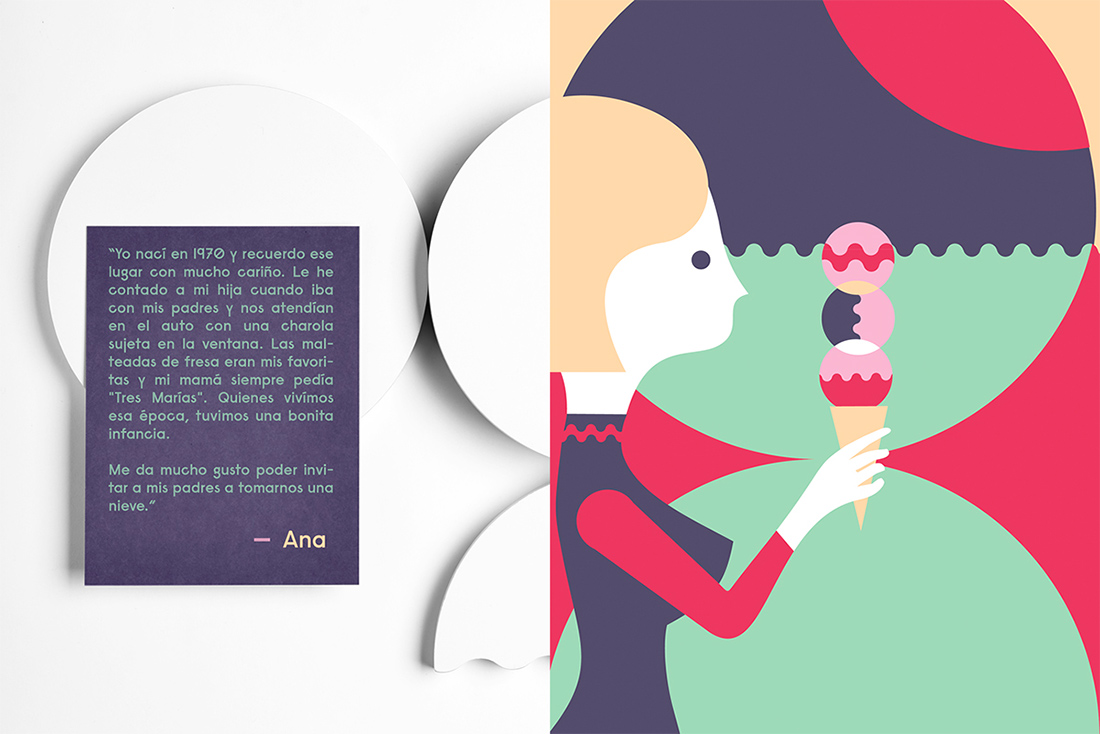 “Yo nací en 1970 y recuerdo ese
lugar con mucho cariño. Le he
contado a mi hija cuando iba
con mis padres y nos atendían
en el auto con una charola
sujeta en la ventana. Las mal-
teadas de fresa eran mis favori-
tas y mi mamá siempre pedía
"Tres Marías". Quienes vivímos
esa época, tuvimos una bonita
infancia.
Me da mucho gusto poder invi-
tar a mis padres a tomarnos una
nieve.”
— Ana